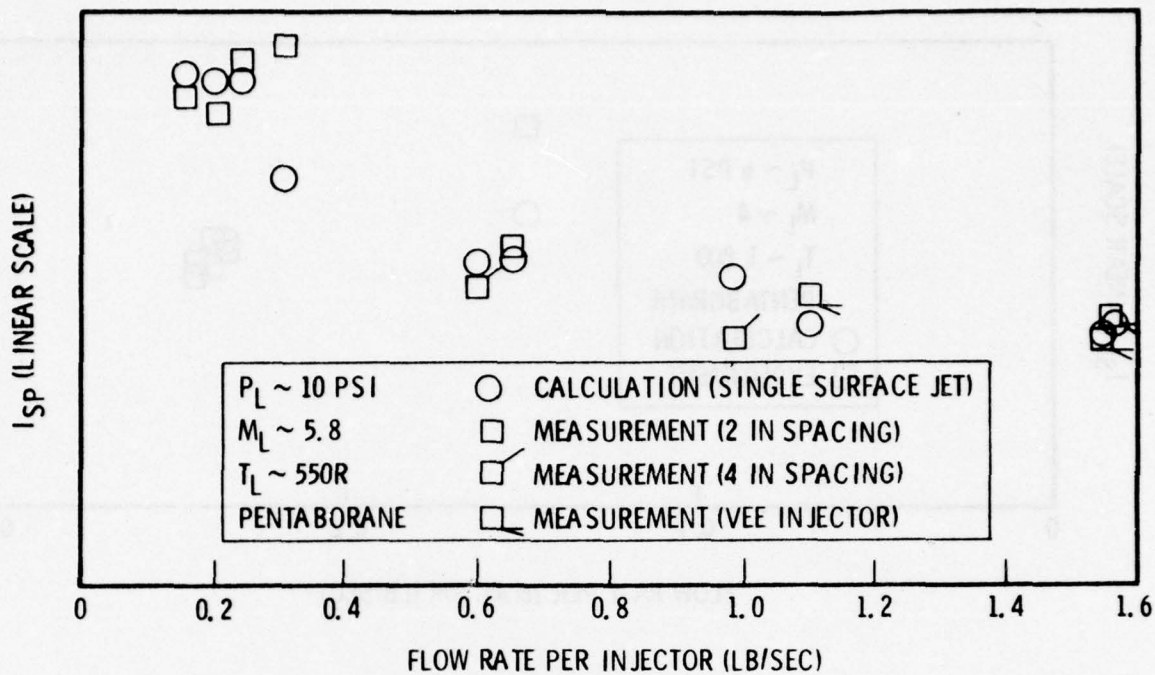 I_SP (LINEAR SCALE)
P_L ~ 10 PSI
M_L ~ 5.8
T_L ~ 550R
PENTABORANE
CALCULATION (SINGLE SURFACE JET)
MEASUREMENT (2 IN SPACING)
MEASUREMENT (4 IN SPACING)
MEASUREMENT (VEE INJECTOR)
0 0.2 0.4 0.6 0.8 1.0 1.2 1.4 1.6
FLOW RATE PER INJECTOR (LB/SEC)